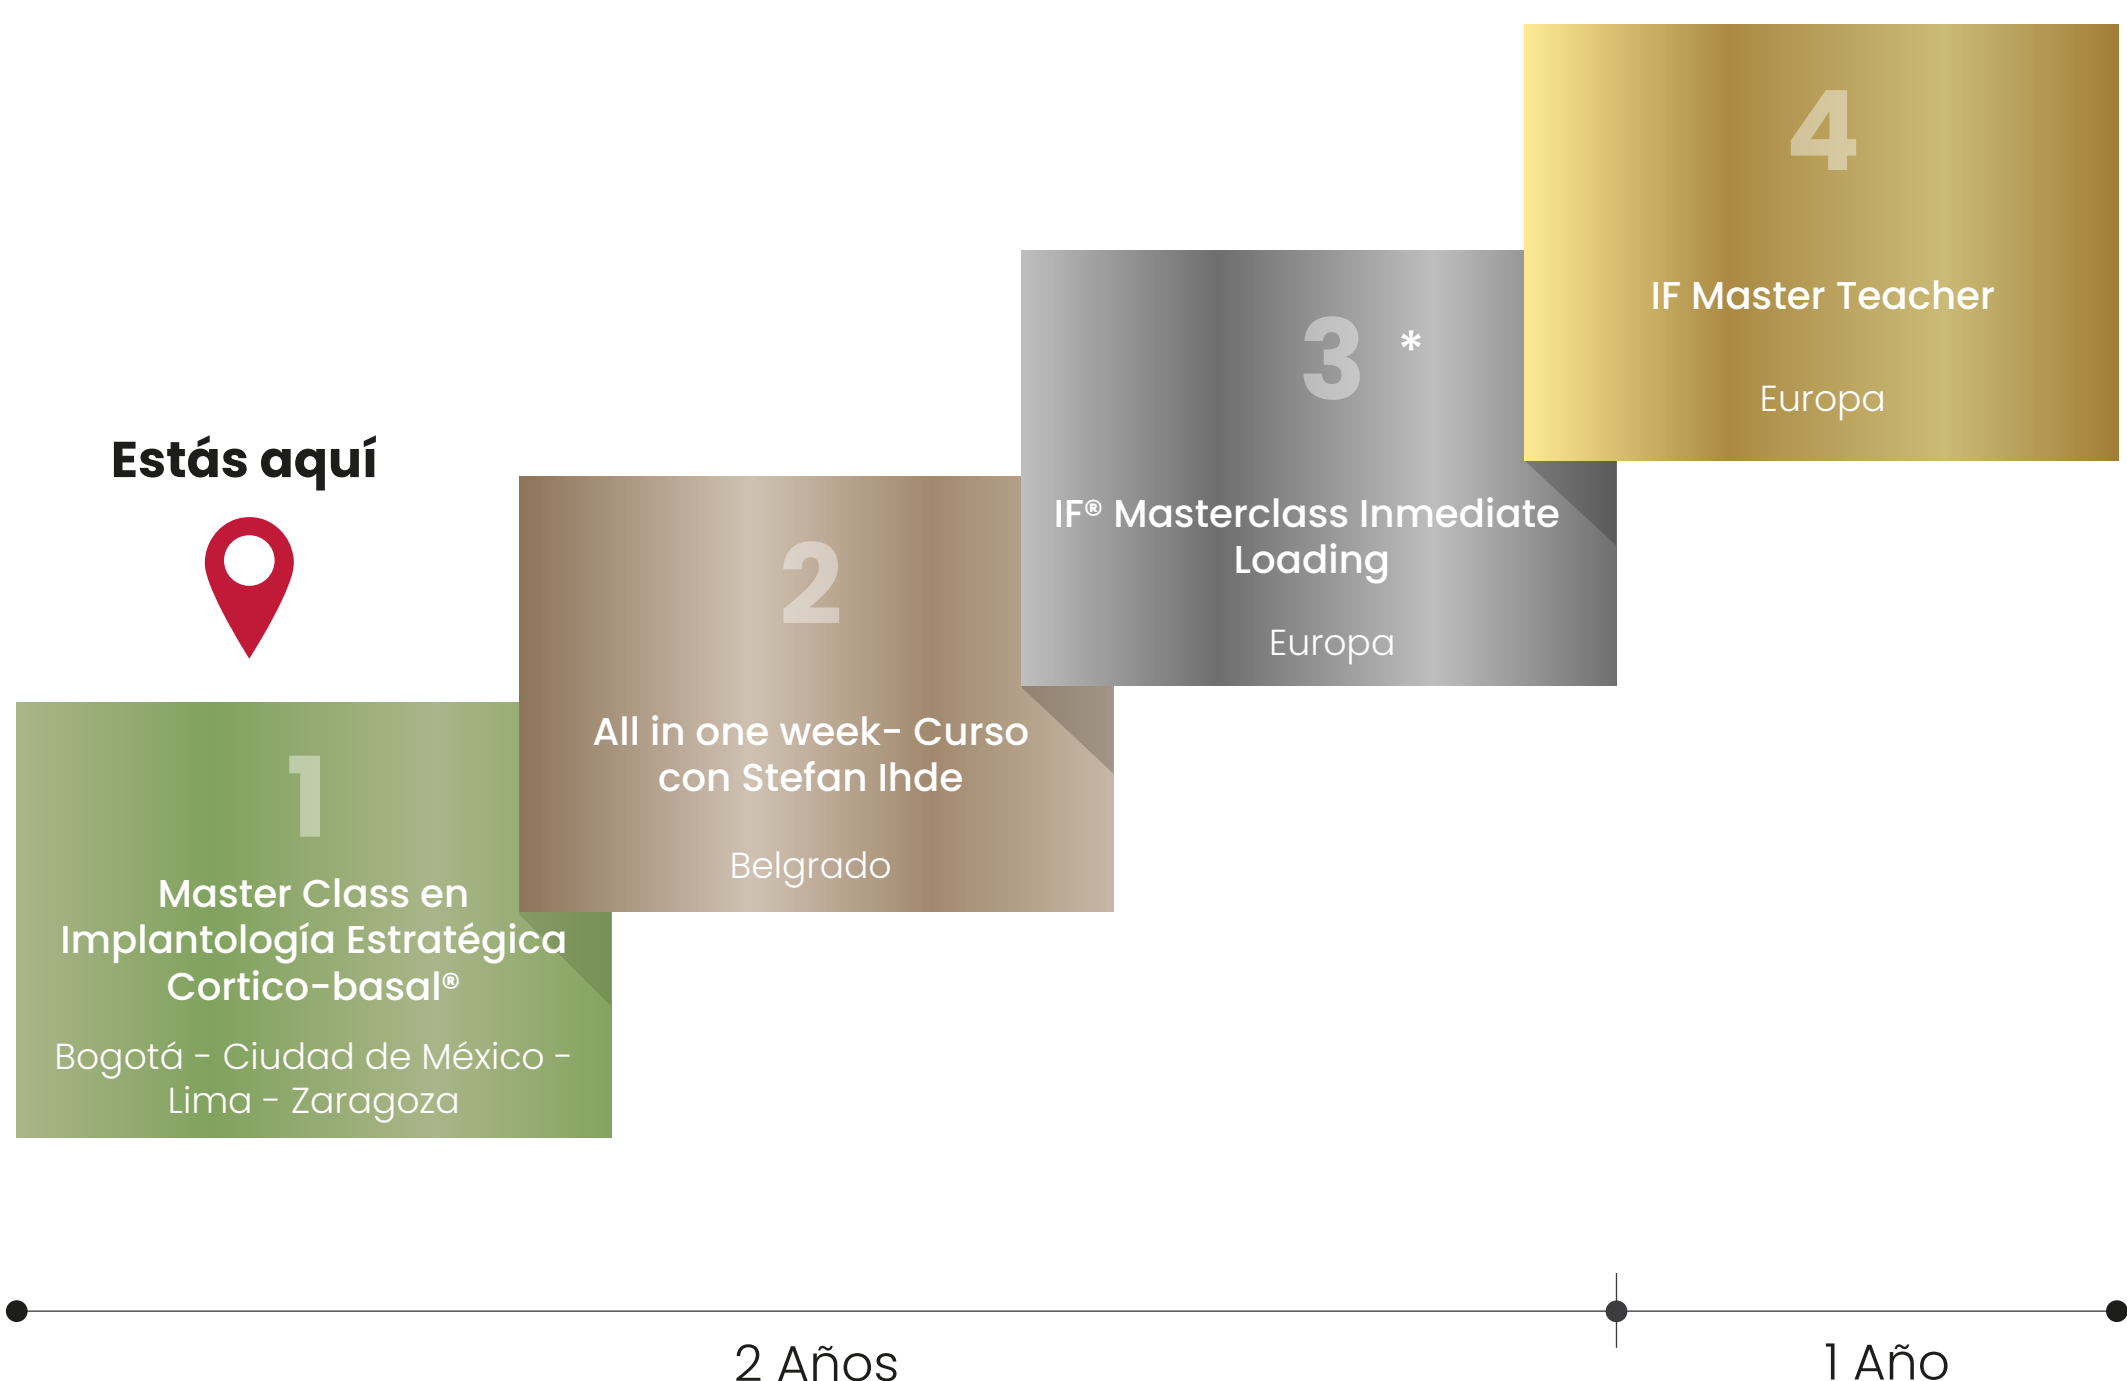 Estás aquí
1
Master Class en
Implantología Estratégica
Cortico-basal®
Bogotá - Ciudad de México -
Lima - Zaragoza
2
All in one week- Curso
con Stefan Ihde
Belgrado
3 *
IF® Masterclass Inmediate
Loading
Europa
4
IF Master Teacher
Europa
2 Años
1 Año